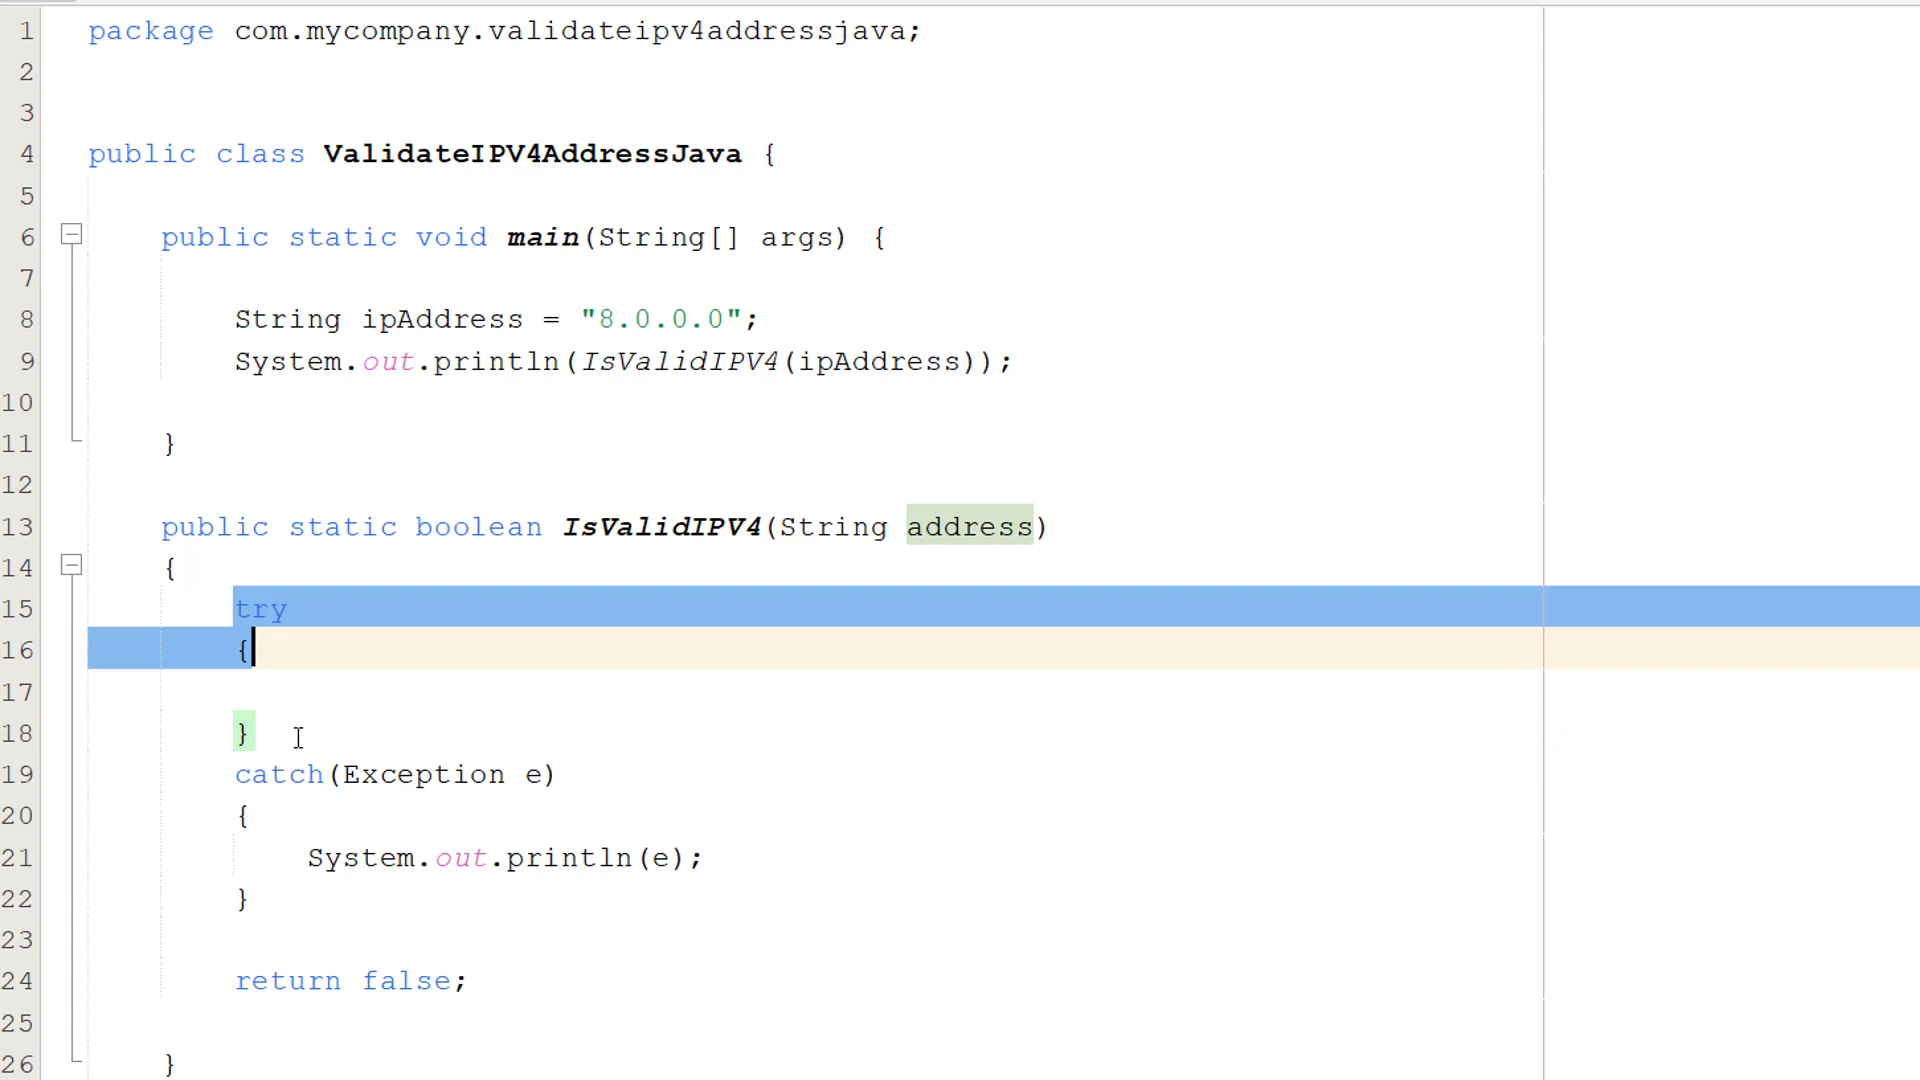 1 package com.mycompany.validateipv4addressjava;
2
3
4 public class ValidateIPV4AddressJava {
5
6 public static void main(String[] args) {
7
8 String ipAddress = "8.0.0.0";
9 System.out.println(IsValidIPV4(ipAddress));
10
11 }
12
13 public static boolean IsValidIPV4(String address)
14 {
15 try
16 {
17
18 }
19 catch(Exception e)
20 {
21 System.out.println(e);
22 }
23
24 return false;
25
26 }